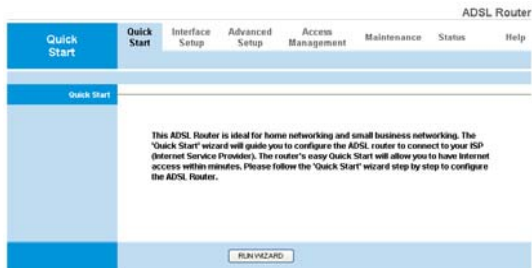 ADSL Router
Quick Start
Quick Start
Interface Setup
Advanced Setup
Access Management
Maintenance
Status
Help
Quick Start
This ADSL Router is ideal for home networking and small business networking. The
'Quick Start' wizard will guide you to configure the ADSL router to connect to your ISP
(Internet Service Provider). The router's easy Quick Start will allow you to have Internet
access within minutes. Please follow the 'Quick Start' wizard step by step to configure
the ADSL Router.
RUN WIZARD